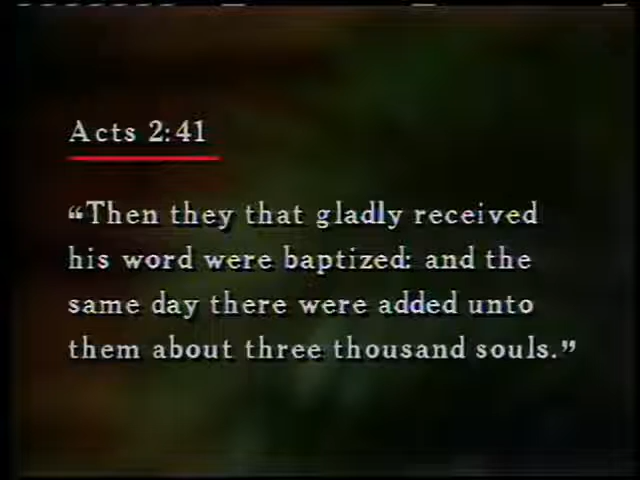 Acts 2:41
“Then they that gladly received
his word were baptized: and the
same day there were added unto
them about three thousand souls.”